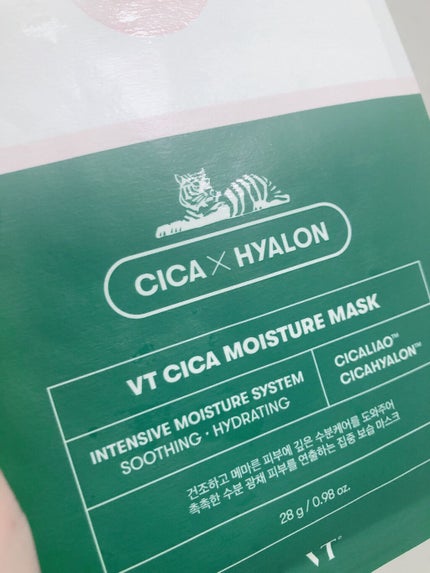 CICA × HYALON
VT CICA MOISTURE MASK
INTENSIVE MOISTURE SYSTEM
SOOTHING · HYDRATING
CICALIAO™
CICAHYALON™
건조하고 메마른 피부에 깊은 수분케어를 도와주어
촉촉한 수분 광채 피부를 연출하는 집중 보습 마스크
28 g / 0.98 oz.
VT®